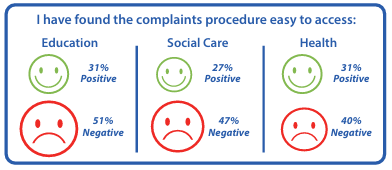 I have found the complaints procedure easy to access:
Education
31%
Positive
51%
Negative
Social Care
27%
Positive
47%
Negative
Health
31%
Positive
40%
Negative